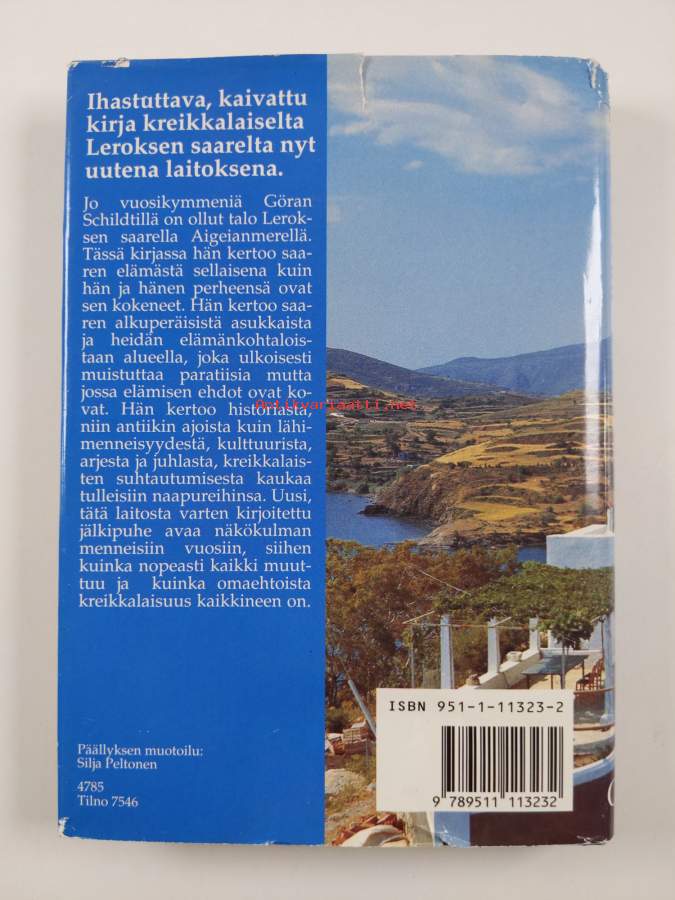 Ihastuttava, kaivattu
kirja kreikkalaiselta
Leroksen saarelta nyt
uutena laitoksena.
Jo vuosikymmeniä Göran
Schildtillä on ollut talo Lerok-
sen saarella Aigeianmerellä.
Tässä kirjassa hän kertoo saa-
ren elämästä sellaisena kuin
hän ja hänen perheensä ovat
sen kokeneet. Hän kertoo saa-
ren alkuperäisistä asukkaista
ja heidän elämänkohtalois-
taan alueella, joka ulkoisesti
muistuttaa paratiisia mutta
jossa elämisen ehdot ovat ko-
vat. Hän kertoo historiasta,
niin antiikin ajoista kuin lähi-
menneisyydestä, kulttuurista,
arjesta ja juhlasta, kreikkalais-
ten suhtautumisesta kaukaa
tulleisiin naapureihinsa. Uusi,
tätä laitosta varten kirjoitettu
jälkipuhe avaa näkökulman
menneisiin vuosiin, siihen
kuinka nopeasti kaikki muut-
tuu ja kuinka omaehtoista
kreikkalaisuus kaikkineen on.
Antikvariaatti.net
Päällyksen muotoilu:
Silja Peltonen
4785
Tilno 7546
ISBN 951-1-11323-2
9 789511 113232